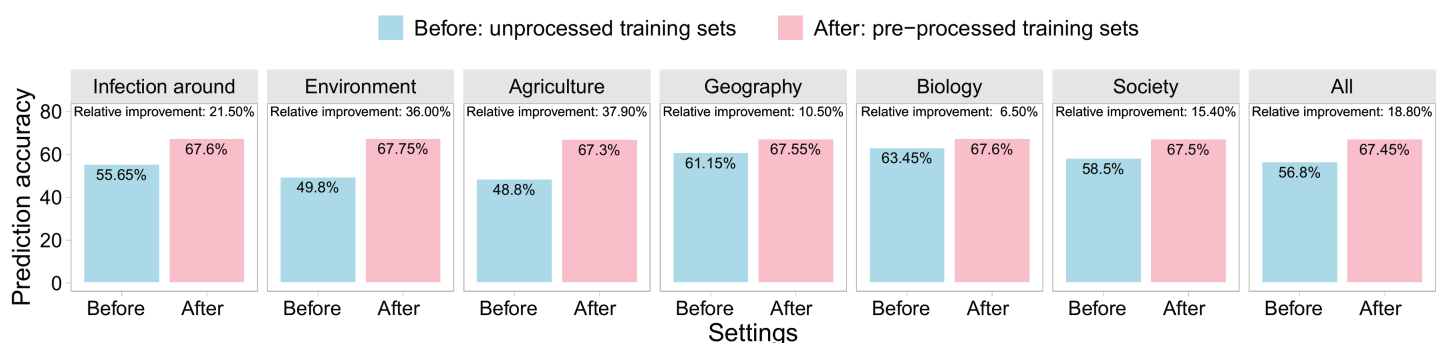 Before: unprocessed training sets After: pre−processed training sets
Infection around Environment Agriculture Geography Biology Society All
Relative improvement: 21.50% Relative improvement: 36.00% Relative improvement: 37.90% Relative improvement: 10.50% Relative improvement: 6.50% Relative improvement: 15.40% Relative improvement: 18.80%
Prediction accuracy
80
60
40
20
0
55.65% 67.6% 49.8% 67.75% 48.8% 67.3% 61.15% 67.55% 63.45% 67.6% 58.5% 67.5% 56.8% 67.45%
Before After Before After Before After Before After Before After Before After Before After
Settings